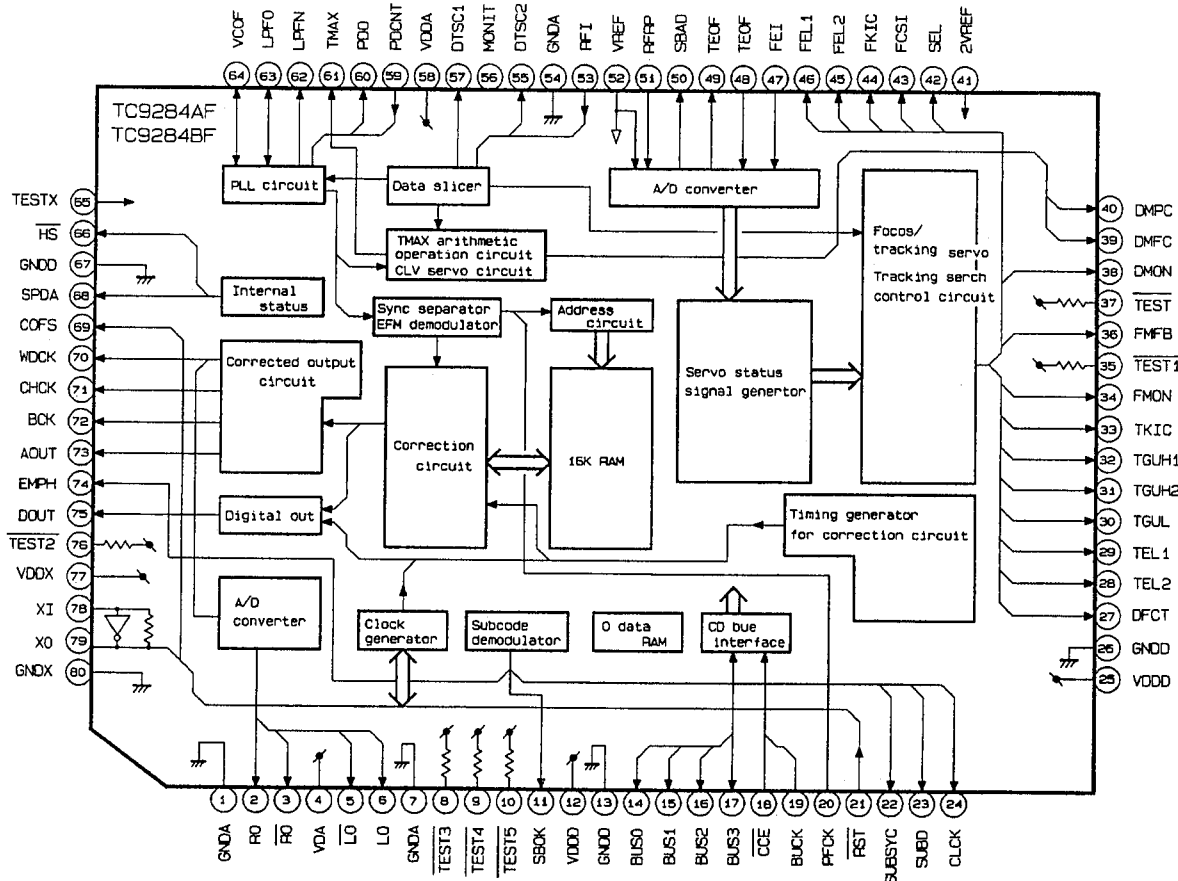 VCOF
LPFO
LPFN
TMAX
PDO
PDCNT
VDDA
DTSC1
MONIT
DTSC2
GNDA
RFI
VREF
RFRP
SBAD
TEOF
TEOF
FEI
FEL1
FEL2
FKIC
FCSI
SEL
2VREF
64
63
62
61
60
59
58
57
56
55
54
53
52
51
50
49
48
47
46
45
44
43
42
41
TC9284AF
TC9284BF
PLL circuit
Data slicer
A/D converter
TMAX arithmetic
operation circuit
CLV servo circuit
Focos/
tracking servo
Tracking serch
control circuit
Internal
status
Sync separator
EFM demodulator
Address
circuit
Corrected output
circuit
Correction
circuit
16K RAM
Servo status
signal genertor
Digital out
Timing generator
for correction circuit
A/D
converter
Clock
generator
Subcode
demodulator
O data
RAM
CD bue
interface
TESTX 65
HS 66
GNDD 67
SPDA 68
COFS 69
WDCK 70
CHCK 71
BCK 72
AOUT 73
EMPH 74
DOUT 75
TEST2 76
VDDX 77
XI 78
XO 79
GNDX 80
40 DMPC
39 DMFC
38 DMON
37 TEST
36 FMFB
35 TEST1
34 FMON
33 TKIC
32 TGUH1
31 TGUH2
30 TGUL
29 TEL1
28 TEL2
27 DFCT
26 GNDD
25 VDDD
1
2
3
4
5
6
7
8
9
10
11
12
13
14
15
16
17
18
19
20
21
22
23
24
GNDA
RO
RO
VDA
LO
LO
GNDA
TEST3
TEST4
TEST5
SBOK
VDDD
GNDD
BUS0
BUS1
BUS2
BUS3
CCE
BUCK
PFCK
RST
SUBSYC
SUBD
CLCK